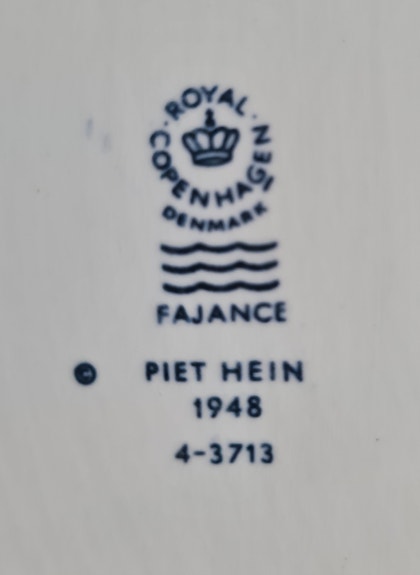 ROYAL
COPENHAGEN
DENMARK
FAJANCE
PIET HEIN
1948
4-3713